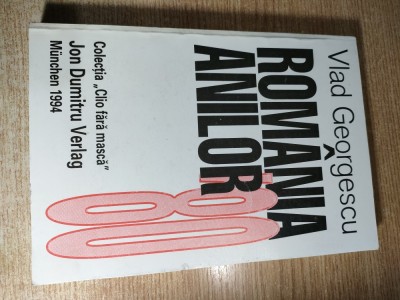 Vlad Georgescu
ROMÂNIA
ANILOR
80
Colecția „Clio fără mască"
Jon Dumitru Verlag
München 1994